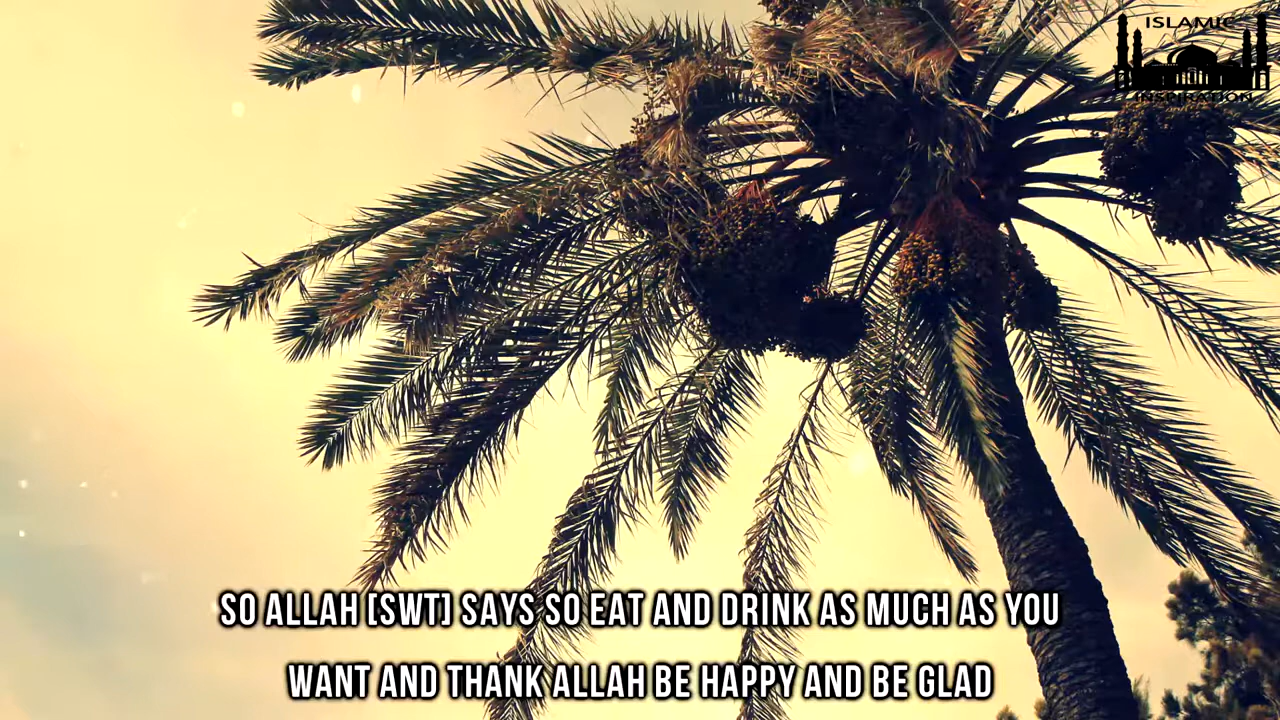 ISLAMIC
INSPIRATION
SO ALLAH [SWT] SAYS SO EAT AND DRINK AS MUCH AS YOU
WANT AND THANK ALLAH BE HAPPY AND BE GLAD